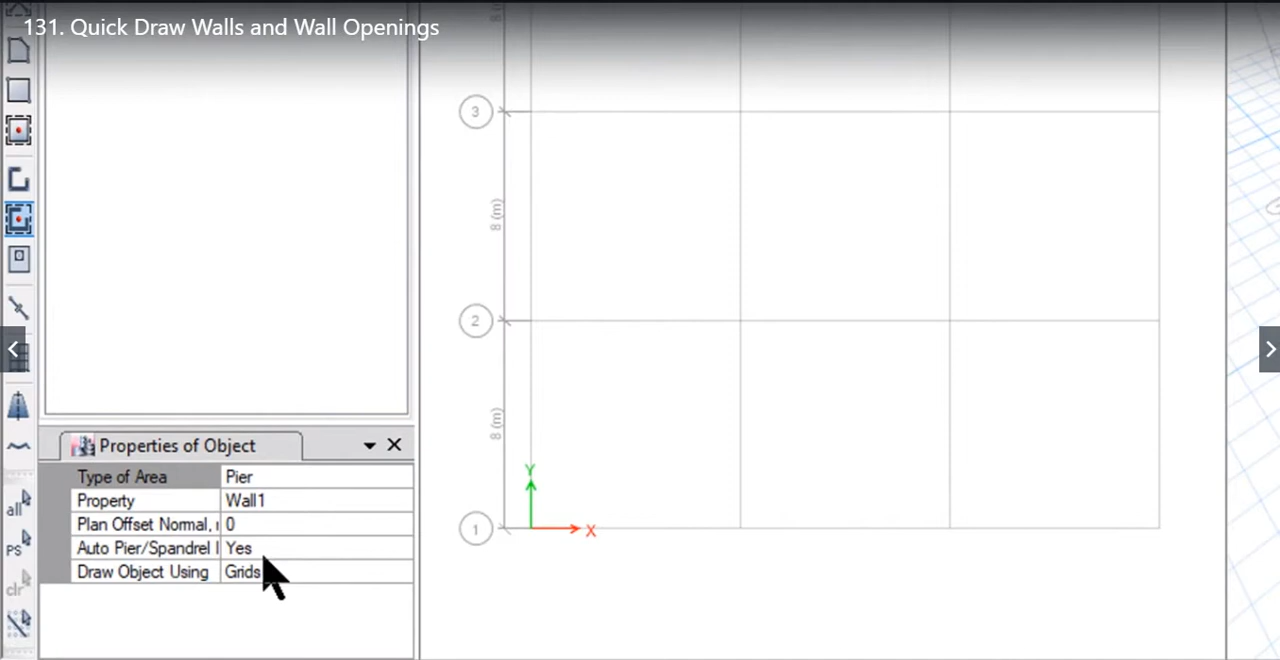 131. Quick Draw Walls and Wall Openings
3
8 (m)
2
8 (m)
Y
X
1
Properties of Object
Type of Area Pier
Property Wall1
Plan Offset Normal, 0
Auto Pier/Spandrel I Yes
Draw Object Using Grids
all
PS
clr